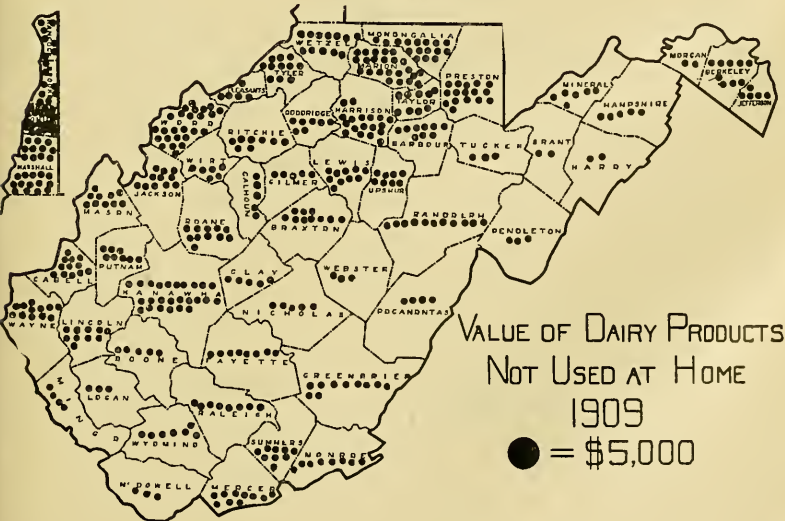 WETZEL
MONONGALIA
MARION
TYLER
PLEASANTS
TAYLOR
PRESTON
MORGAN
BERKELEY
JEFFERSON
MINERAL
HAMPSHIRE
DODDRIDGE
HARRISON
WOOD
RITCHIE
BARBOUR
TUCKER
GRANT
HARDY
MARSHALL
WIRT
LEWIS
GILMER
UPSHUR
CALHOUN
JACKSON
MASON
ROANE
BRAXTON
RANDOLPH
PENDLETON
PUTNAM
CABELL
KANAWHA
CLAY
WEBSTER
NICHOLAS
POCAHONTAS
WAYNE
LINCOLN
BOONE
FAYETTE
GREENBRIER
LOGAN
MINGO
RALEIGH
WYOMING
SUMMERS
MONROE
McDOWELL
MERCER
VALUE OF DAIRY PRODUCTS
NOT USED AT HOME
1909
= $5,000